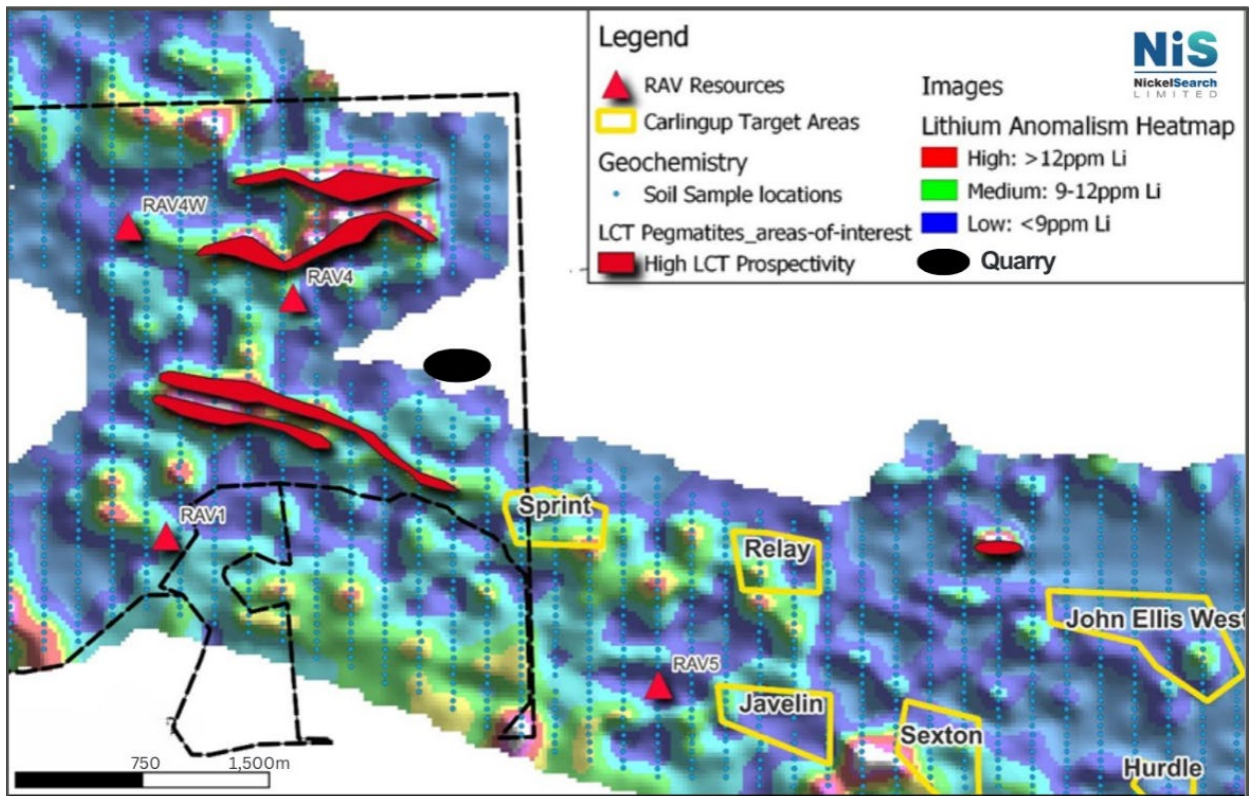 Legend
RAV Resources
Carlingup Target Areas
Geochemistry
Soil Sample locations
LCT Pegmatites_areas-of-interest
High LCT Prospectivity
NiS
NickelSearch
LIMITED
Images
Lithium Anomalism Heatmap
High: >12ppm Li
Medium: 9-12ppm Li
Low: <9ppm Li
Quarry
RAV4W
RAV4
RAV1
Sprint
Relay
John Ellis West
RAV5
Javelin
Sexton
Hurdle
750 1,500m